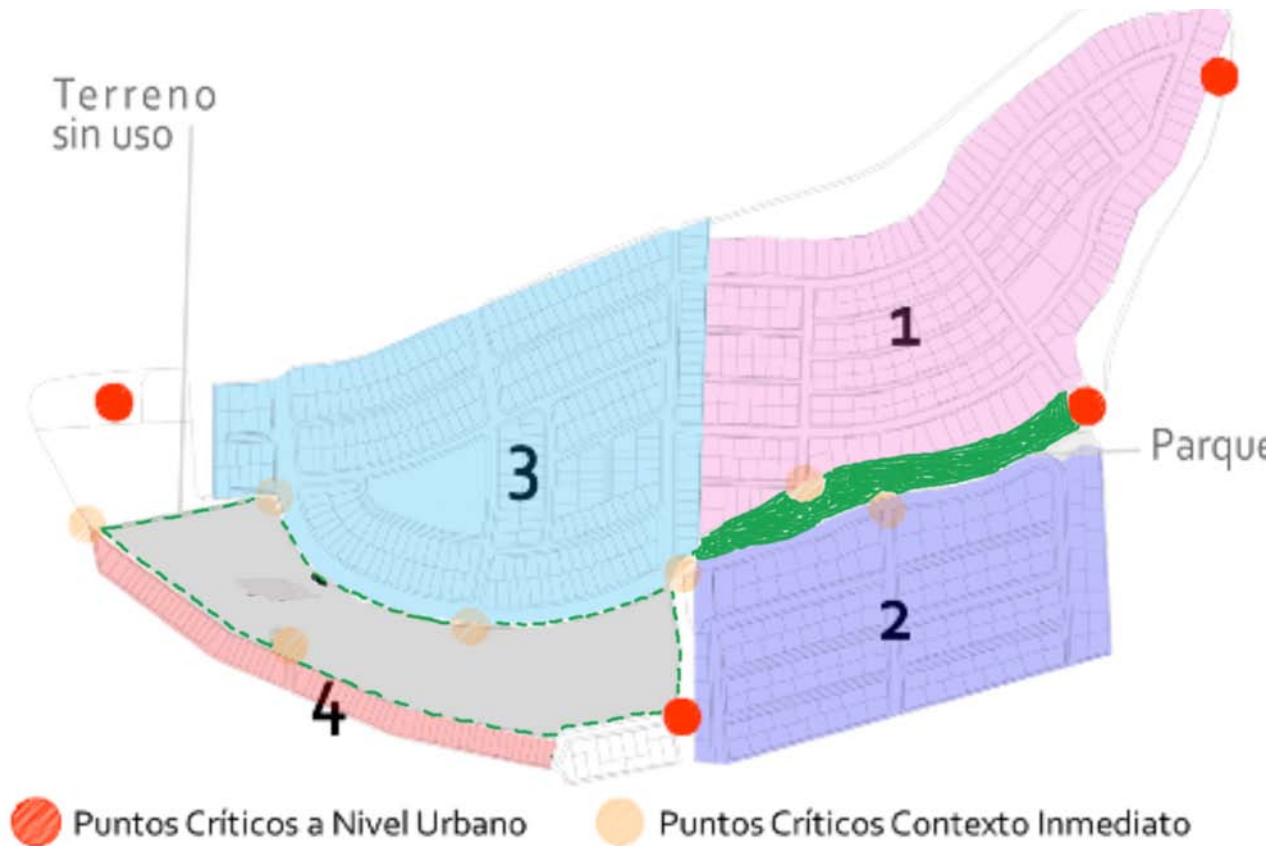 Terreno
sin uso
1
Parque
3
2
4
Puntos Críticos a Nivel Urbano
Puntos Críticos Contexto Inmediato